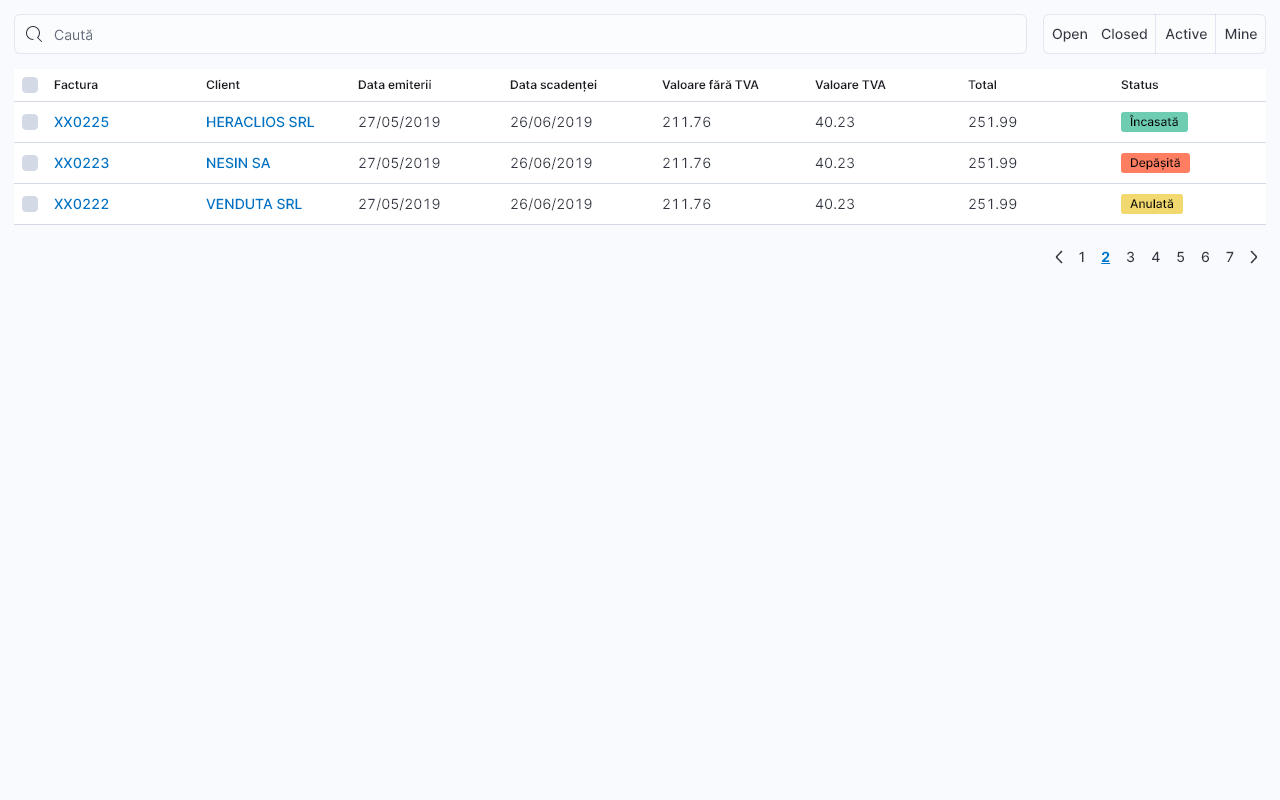 Caută Open Closed Active Mine
Factura Client Data emiterii Data scadenței Valoare fără TVA Valoare TVA Total Status
XX0225 HERACLIOS SRL 27/05/2019 26/06/2019 211.76 40.23 251.99 Încasată
XX0223 NESIN SA 27/05/2019 26/06/2019 211.76 40.23 251.99 Depășită
XX0222 VENDUTA SRL 27/05/2019 26/06/2019 211.76 40.23 251.99 Anulată
1 2 3 4 5 6 7